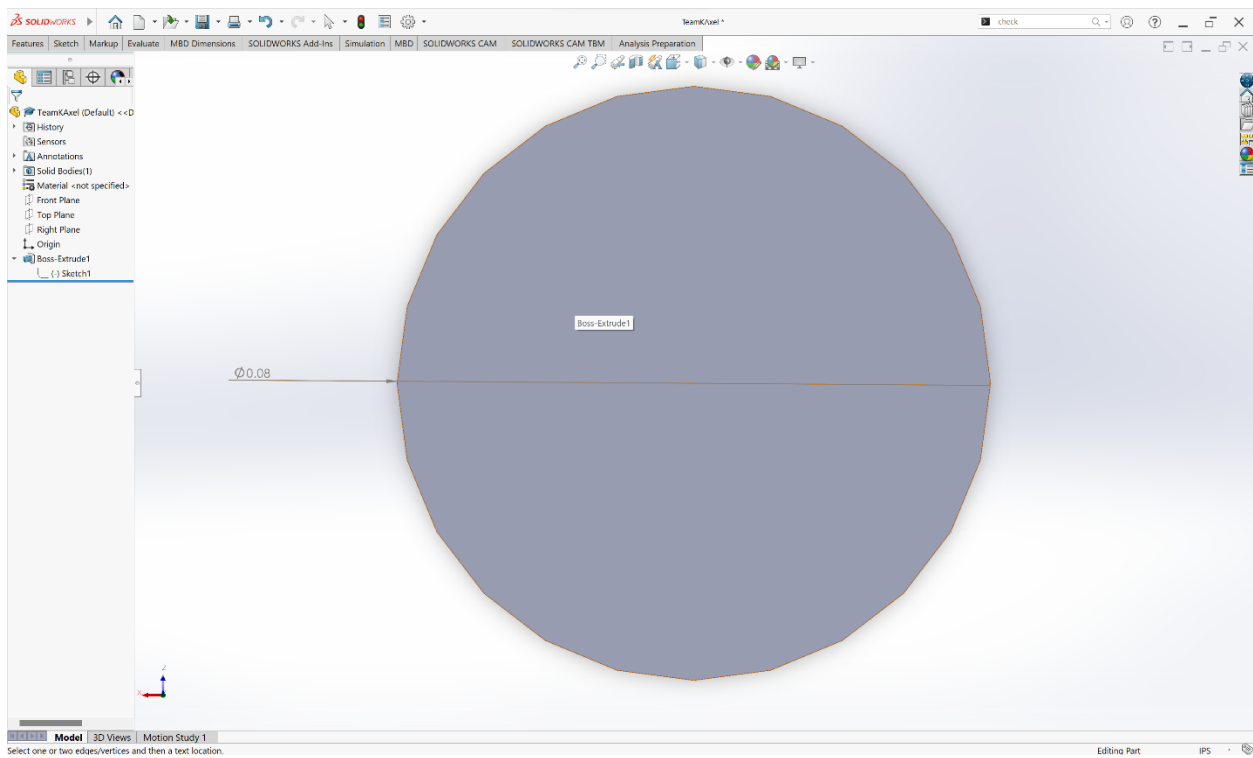 SOLIDWORKS
TeamKAxel *
check
Features Sketch Markup Evaluate MBD Dimensions SOLIDWORKS Add-Ins Simulation MBD SOLIDWORKS CAM SOLIDWORKS CAM TBM Analysis Preparation
TeamKAxel (Default) <<D
History
Sensors
Annotations
Solid Bodies(1)
Material <not specified>
Front Plane
Top Plane
Right Plane
Origin
Boss-Extrude1
(-) Sketch1
Boss-Extrude1
Ø0.08
Z
X
Model 3D Views Motion Study 1
Select one or two edges/vertices and then a text location.
Editing Part IPS